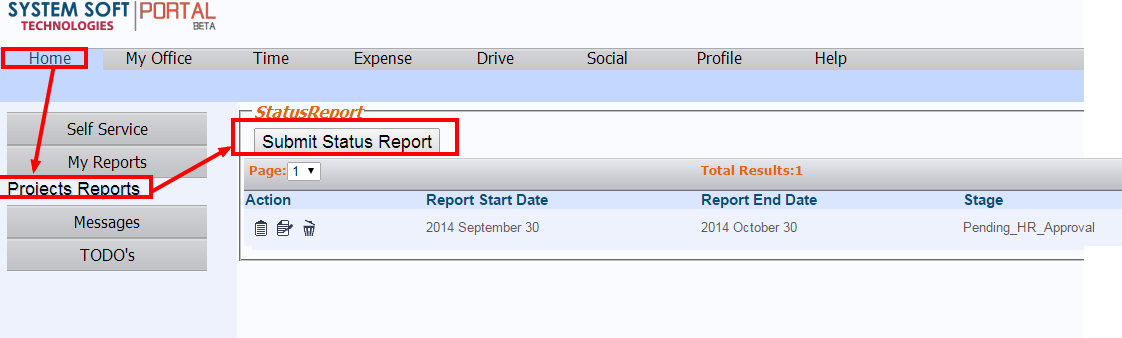 SYSTEM SOFT PORTAL
TECHNOLOGIES BETA
Home My Office Time Expense Drive Social Profile Help
StatusReport
Self Service
Submit Status Report
My Reports
Page: 1 Total Results:1
Projects Reports
Action Report Start Date Report End Date Stage
Messages
2014 September 30 2014 October 30 Pending_HR_Approval
TODO's